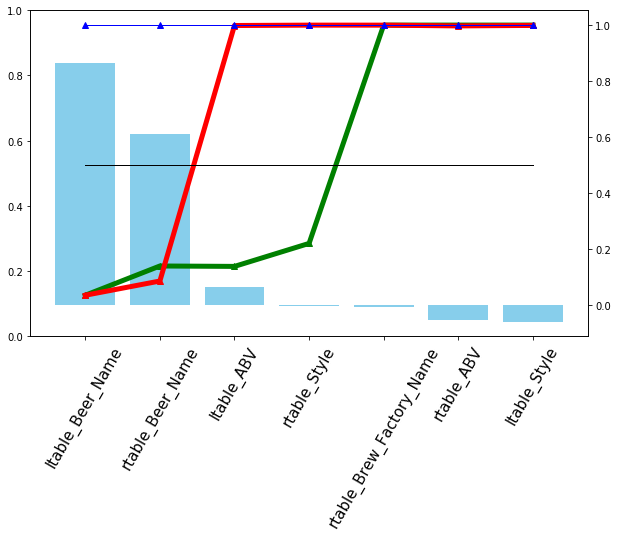 1.0
0.8
0.6
0.4
0.2
0.0
1.0
0.8
0.6
0.4
0.2
0.0
ltable_Beer_Name
rtable_Beer_Name
ltable_ABV
rtable_Style
rtable_Brew_Factory_Name
rtable_ABV
ltable_Style